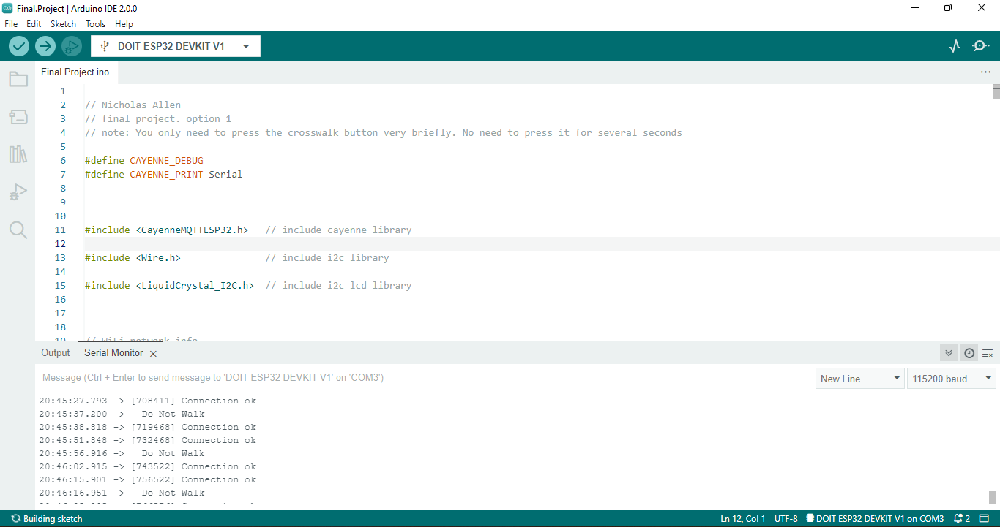 Final.Project | Arduino IDE 2.0.0
File Edit Sketch Tools Help
DOIT ESP32 DEVKIT V1
Final.Project.ino
1
2 // Nicholas Allen
3 // final project. option 1
4 // note: You only need to press the crosswalk button very briefly. No need to press it for several seconds
5
6 #define CAYENNE_DEBUG
7 #define CAYENNE_PRINT Serial
8
9
10
11 #include <CayenneMQTTESP32.h> // include cayenne library
12
13 #include <Wire.h> // include i2c library
14
15 #include <LiquidCrystal_I2C.h> // include i2c lcd library
16
17
18
19 // WiFi network info
Output Serial Monitor
Message (Ctrl + Enter to send message to 'DOIT ESP32 DEVKIT V1' on 'COM3')
New Line 115200 baud
20:45:27.793 -> [708411] Connection ok
20:45:37.200 -> Do Not Walk
20:45:38.818 -> [719468] Connection ok
20:45:51.848 -> [732468] Connection ok
20:45:56.916 -> Do Not Walk
20:46:02.915 -> [743522] Connection ok
20:46:15.901 -> [756522] Connection ok
20:46:16.951 -> Do Not Walk
Building sketch Ln 12, Col 1 UTF-8 DOIT ESP32 DEVKIT V1 on COM3 2